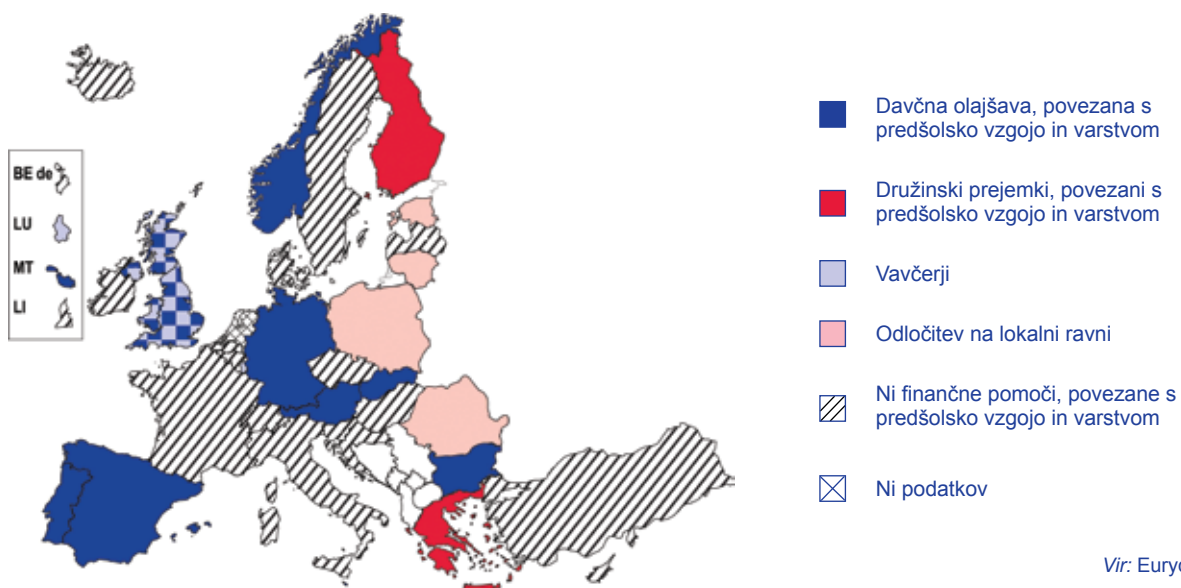 BE de
LU
MT
LI
Davčna olajšava, povezana s
predšolsko vzgojo in varstvom
Družinski prejemki, povezani s
predšolsko vzgojo in varstvom
Vavčerji
Odločitev na lokalni ravni
Ni finančne pomoči, povezane s
predšolsko vzgojo in varstvom
Ni podatkov
Vir: Euryd